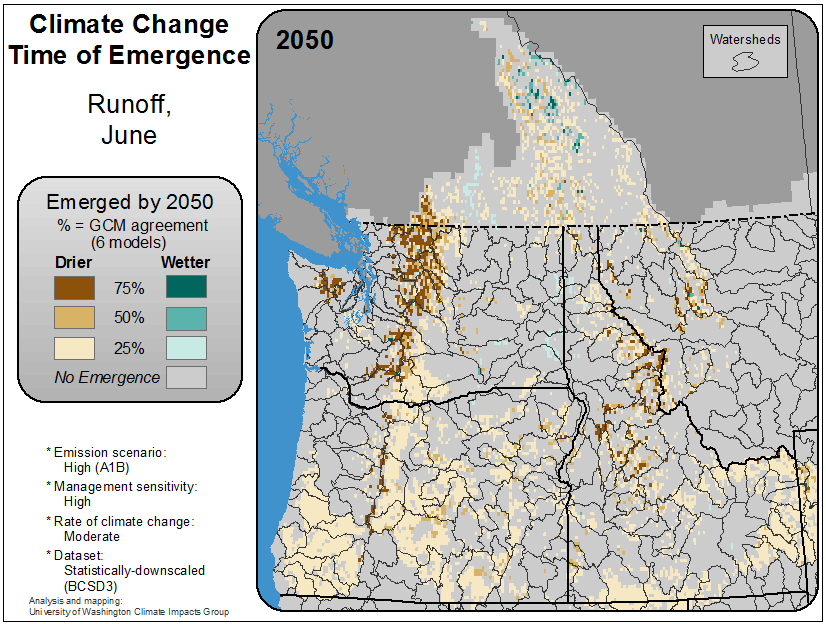 Climate Change
Time of Emergence
Runoff,
June
Emerged by 2050
% = GCM agreement
(6 models)
Drier Wetter
75%
50%
25%
No Emergence
* Emission scenario:
High (A1B)
* Management sensitivity:
High
* Rate of climate change:
Moderate
* Dataset:
Statistically-downscaled
(BCSD3)
Analysis and mapping:
University of Washington Climate Impacts Group
2050
Watersheds